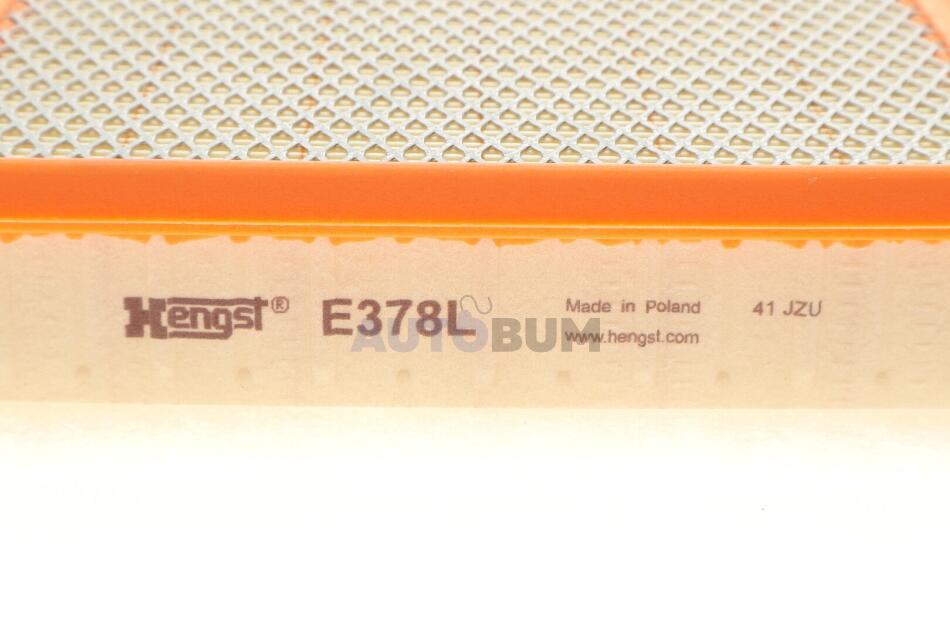 Hengst® E378L
Made in Poland 41 JZU
www.hengst.com
AUTOBUM